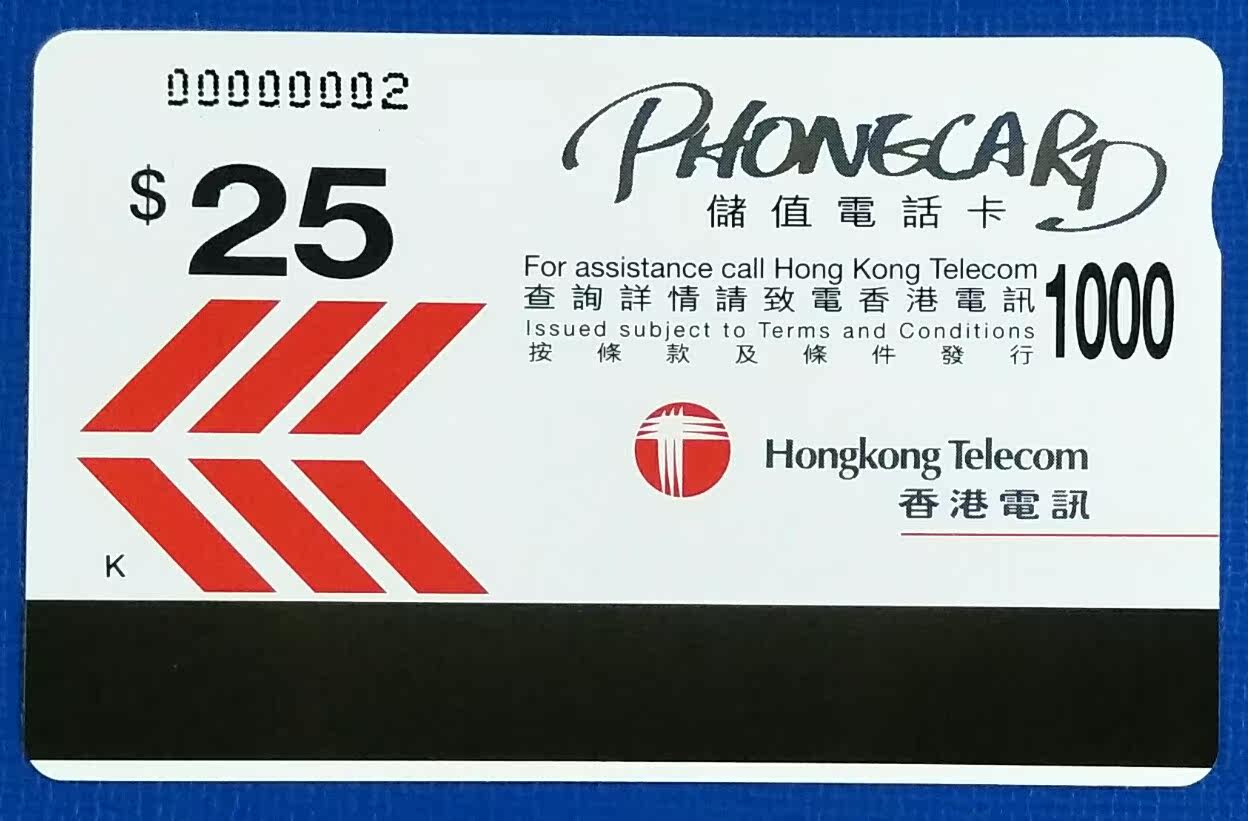 00000002
$ 25
PHONECARD
儲值電話卡
For assistance call Hong Kong Telecom
查詢詳情請致電香港電訊
1000
Issued subject to Terms and Conditions
按條款及條件發行
Hongkong Telecom
香港電訊
K